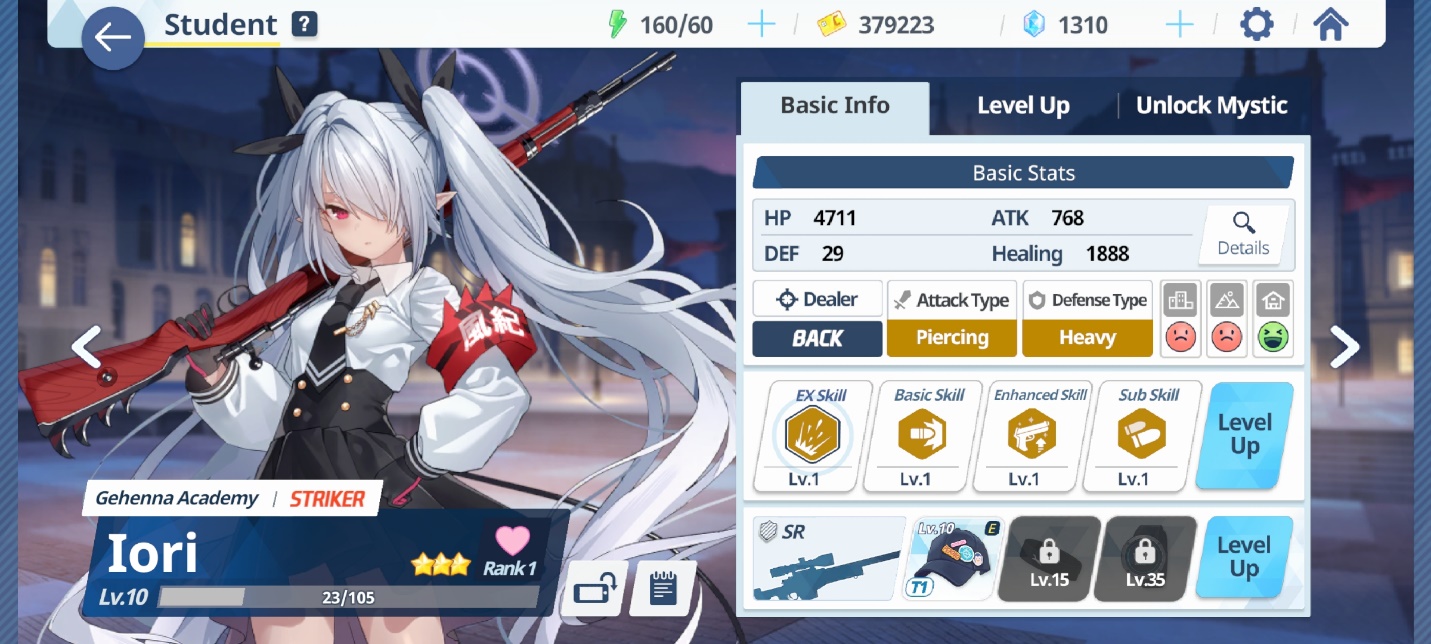 Student ?
160/60
379223
1310
Basic Info
Level Up
Unlock Mystic
Basic Stats
HP 4711
ATK 768
DEF 29
Healing 1888
Details
Dealer
BACK
Attack Type
Piercing
Defense Type
Heavy
EX Skill
Lv.1
Basic Skill
Lv.1
Enhanced Skill
Lv.1
Sub Skill
Lv.1
Level
Up
SR
Lv.10 E
T1
Lv.15
Lv.35
Level
Up
風紀
Gehenna Academy | STRIKER
Iori
Rank 1
Lv.10
23/105